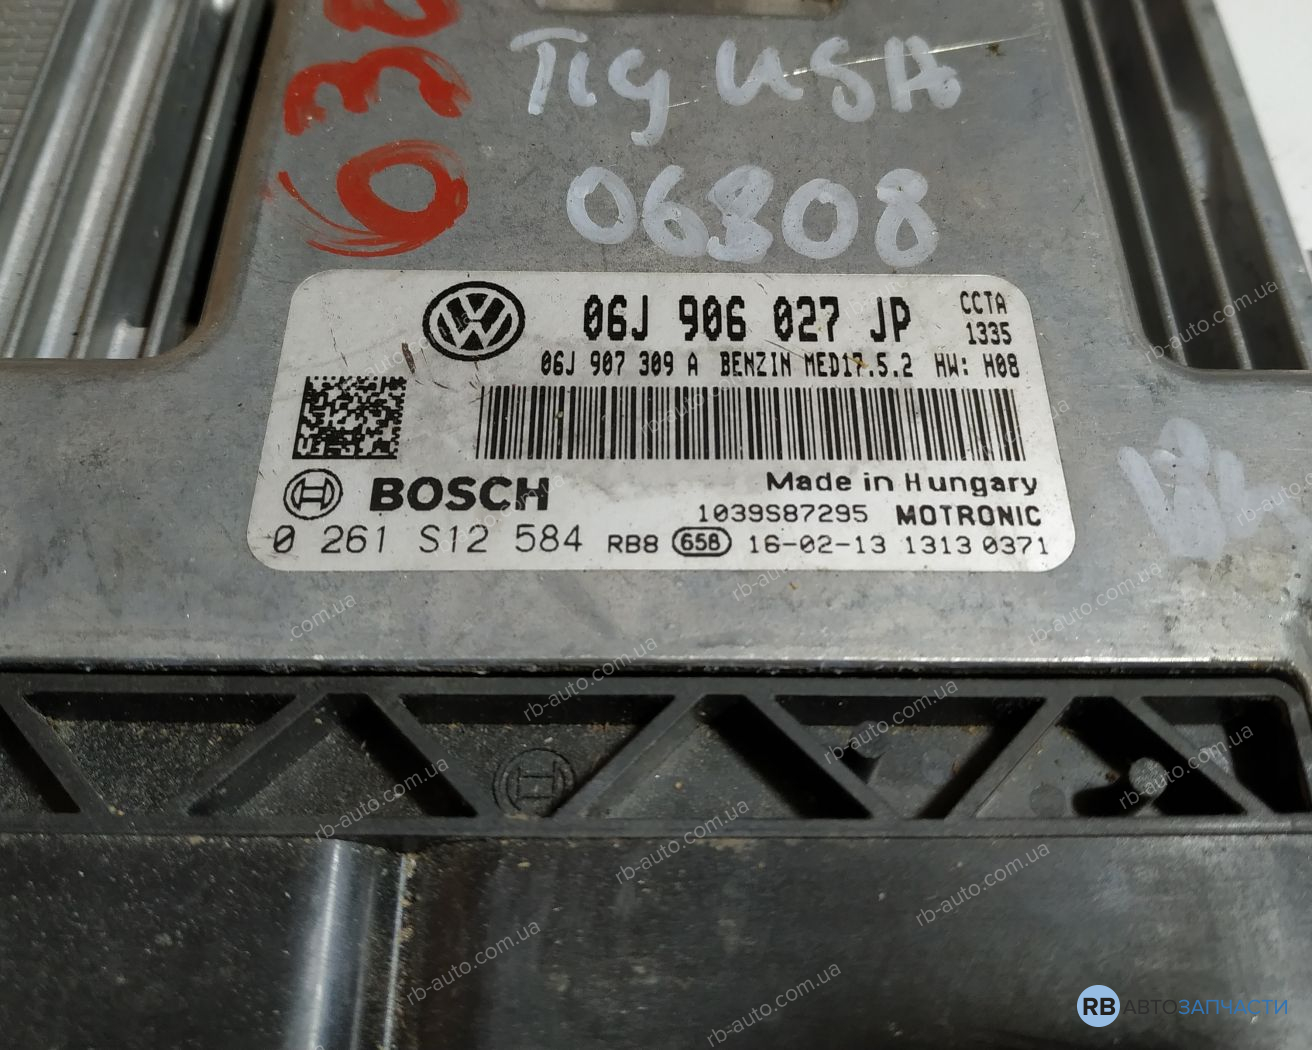 630
Tig USA
06808
06J 906 027 JP
CCTA
1335
06J 907 309 A BENZIN MED17.5.2 HW: H08
BOSCH
Made in Hungary
1039S87295 MOTRONIC
0 261 S12 584 RB8 658 16-02-13 1313 0371
rb-auto.com.ua
RB АВТОЗАПЧАСТИ